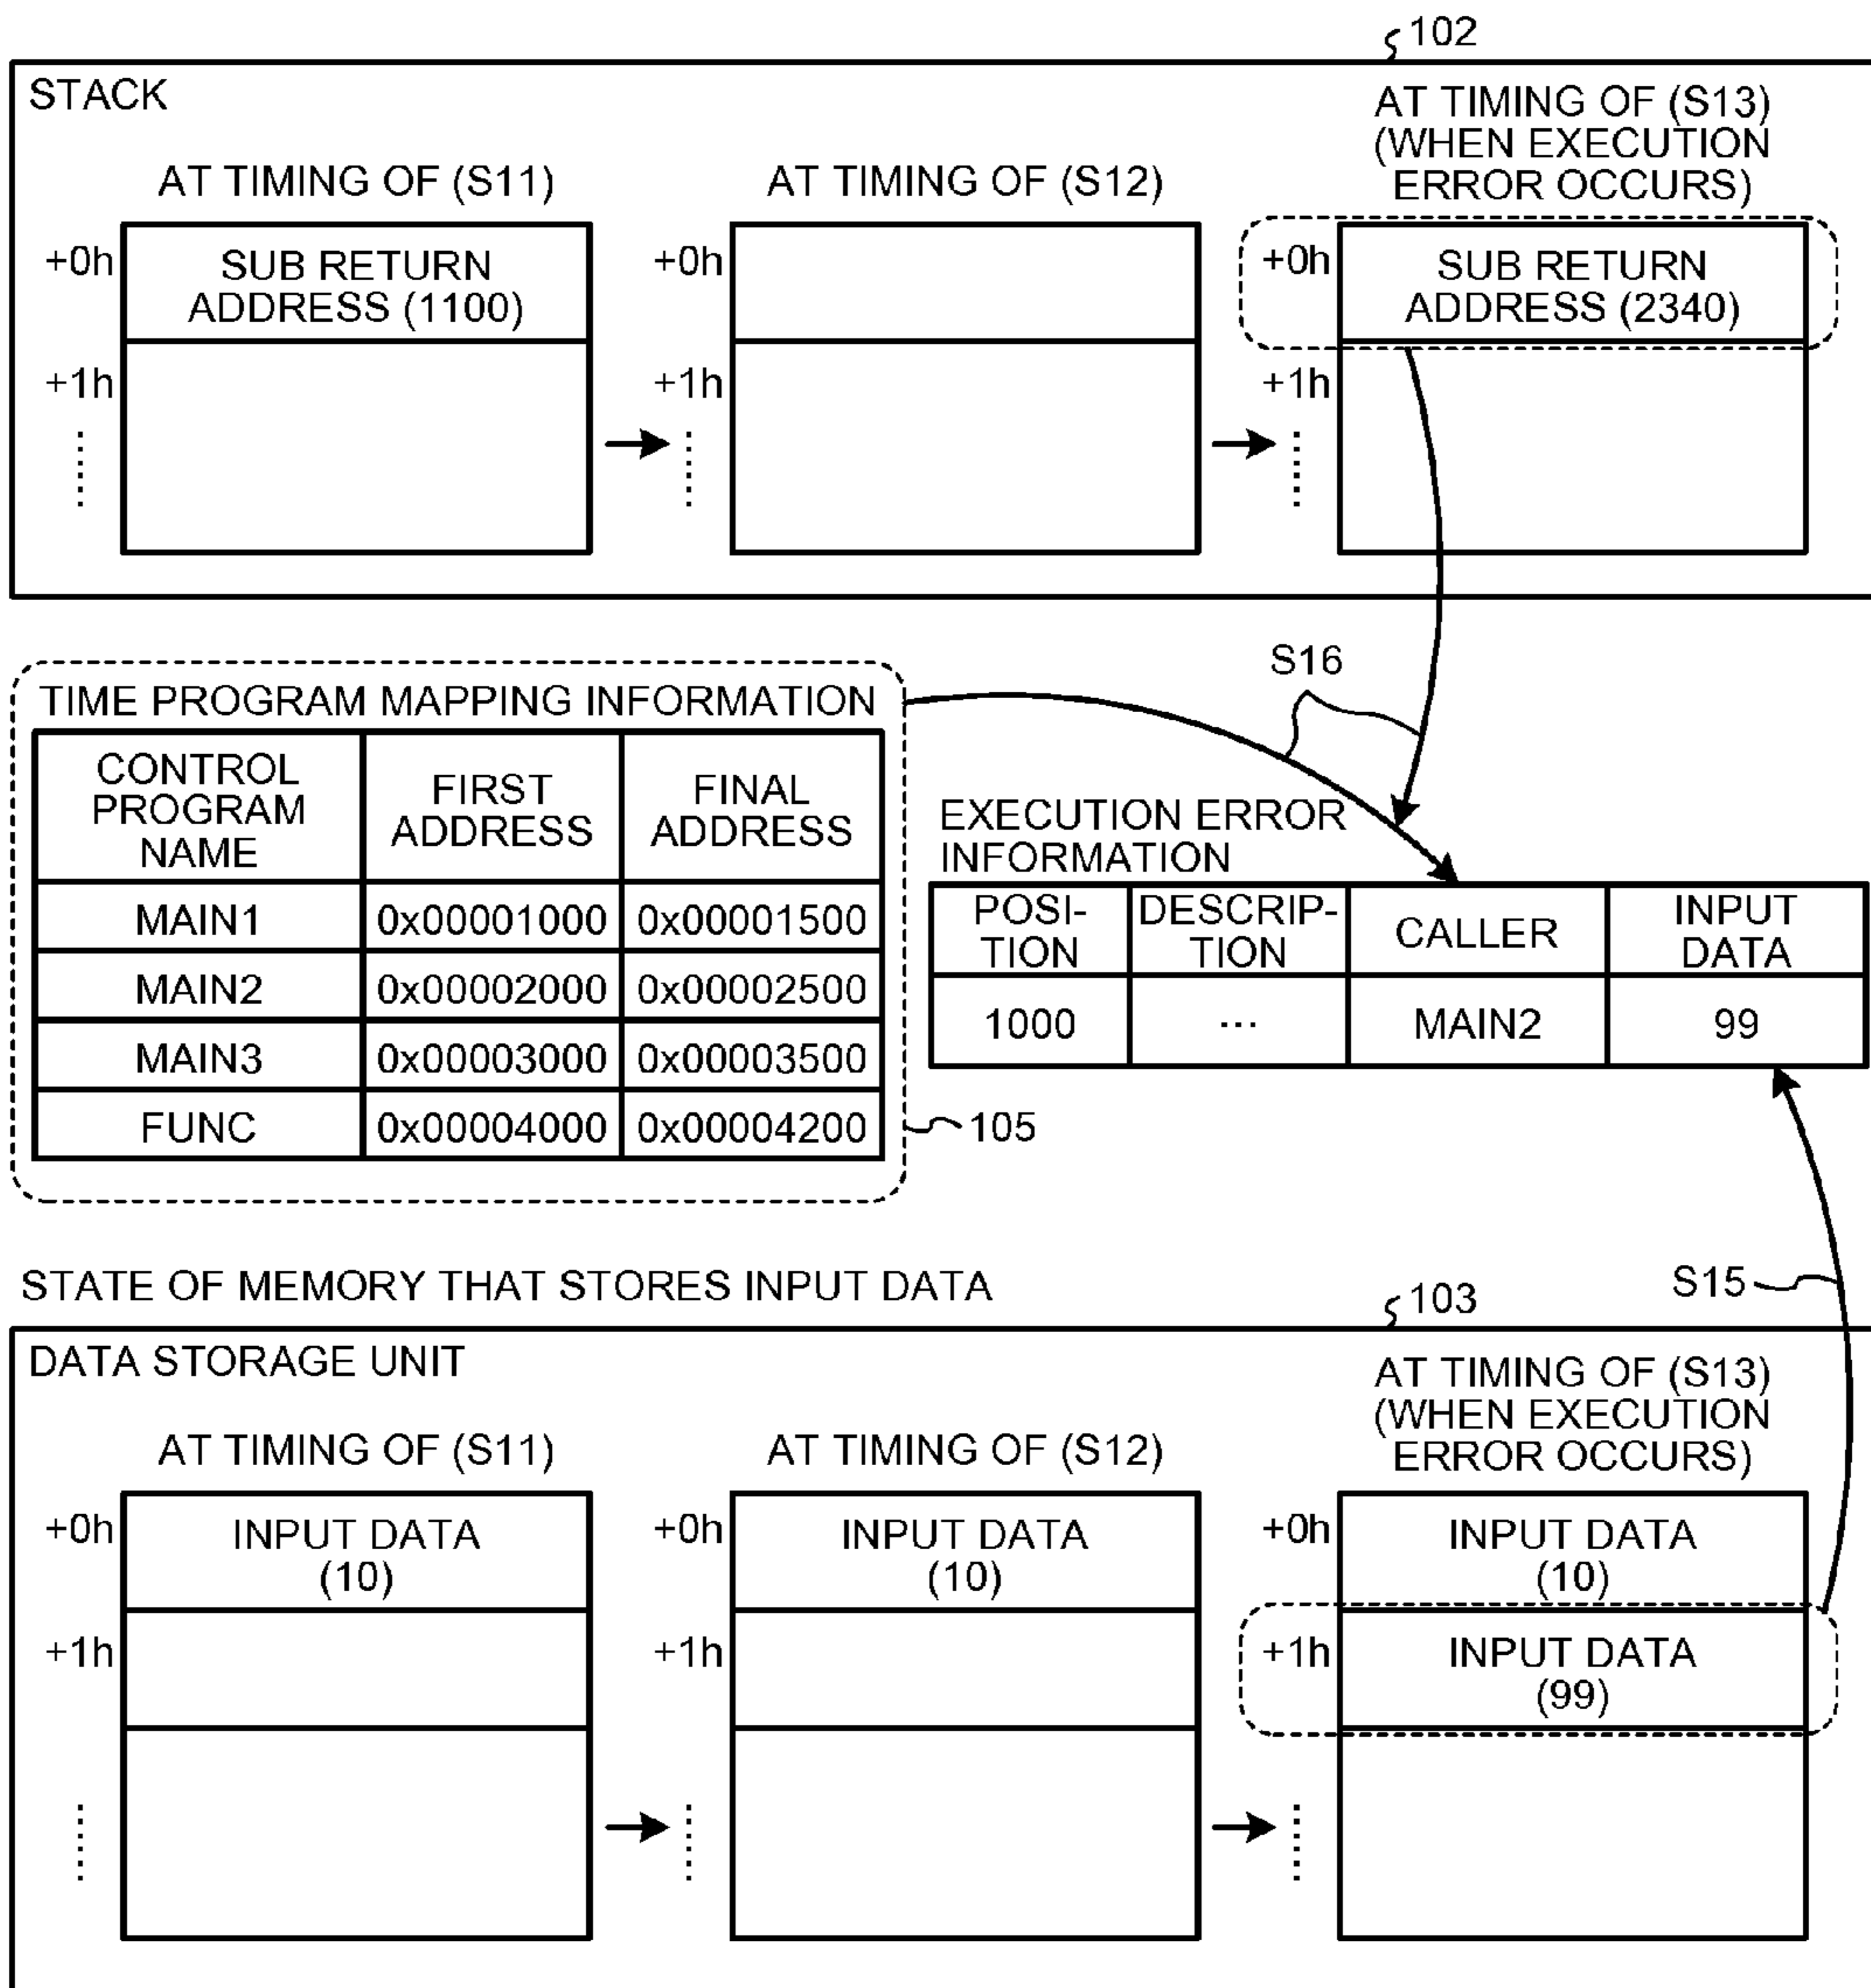 102
STACK
AT TIMING OF (S11)
AT TIMING OF (S12)
AT TIMING OF (S13)
(WHEN EXECUTION
ERROR OCCURS)
+0h
SUB RETURN
ADDRESS (1100)
+1h
+0h
+1h
+0h
SUB RETURN
ADDRESS (2340)
+1h
S16
TIME PROGRAM MAPPING INFORMATION
CONTROL
PROGRAM
NAME
FIRST
ADDRESS
FINAL
ADDRESS
MAIN1 0x00001000 0x00001500
MAIN2 0x00002000 0x00002500
MAIN3 0x00003000 0x00003500
FUNC 0x00004000 0x00004200
105
EXECUTION ERROR
INFORMATION
POSI-
TION
DESCRIP-
TION
CALLER
INPUT
DATA
1000 ... MAIN2 99
S15
STATE OF MEMORY THAT STORES INPUT DATA
103
DATA STORAGE UNIT
AT TIMING OF (S11)
AT TIMING OF (S12)
AT TIMING OF (S13)
(WHEN EXECUTION
ERROR OCCURS)
+0h
INPUT DATA
(10)
+1h
+0h
INPUT DATA
(10)
+1h
+0h
INPUT DATA
(10)
+1h
INPUT DATA
(99)